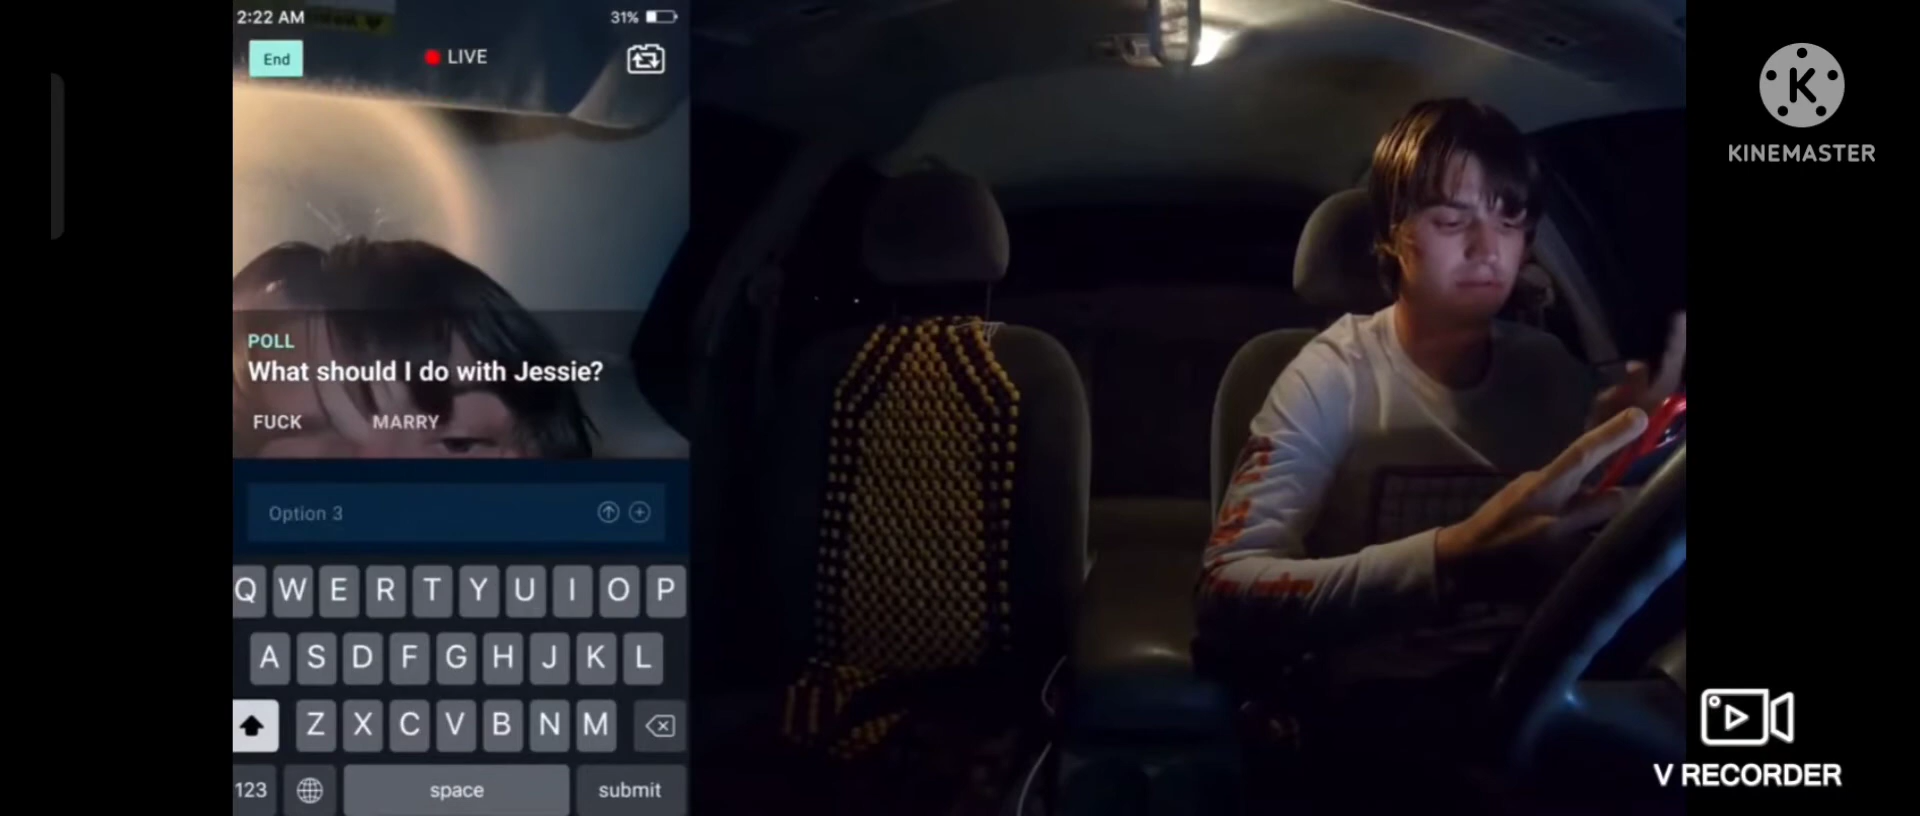 2:22 AM
31%
End
LIVE
POLL
What should I do with Jessie?
FUCK MARRY
Option 3
Q W E R T Y U I O P
A S D F G H J K L
Z X C V B N M
123 space submit
K
KINEMASTER
V RECORDER